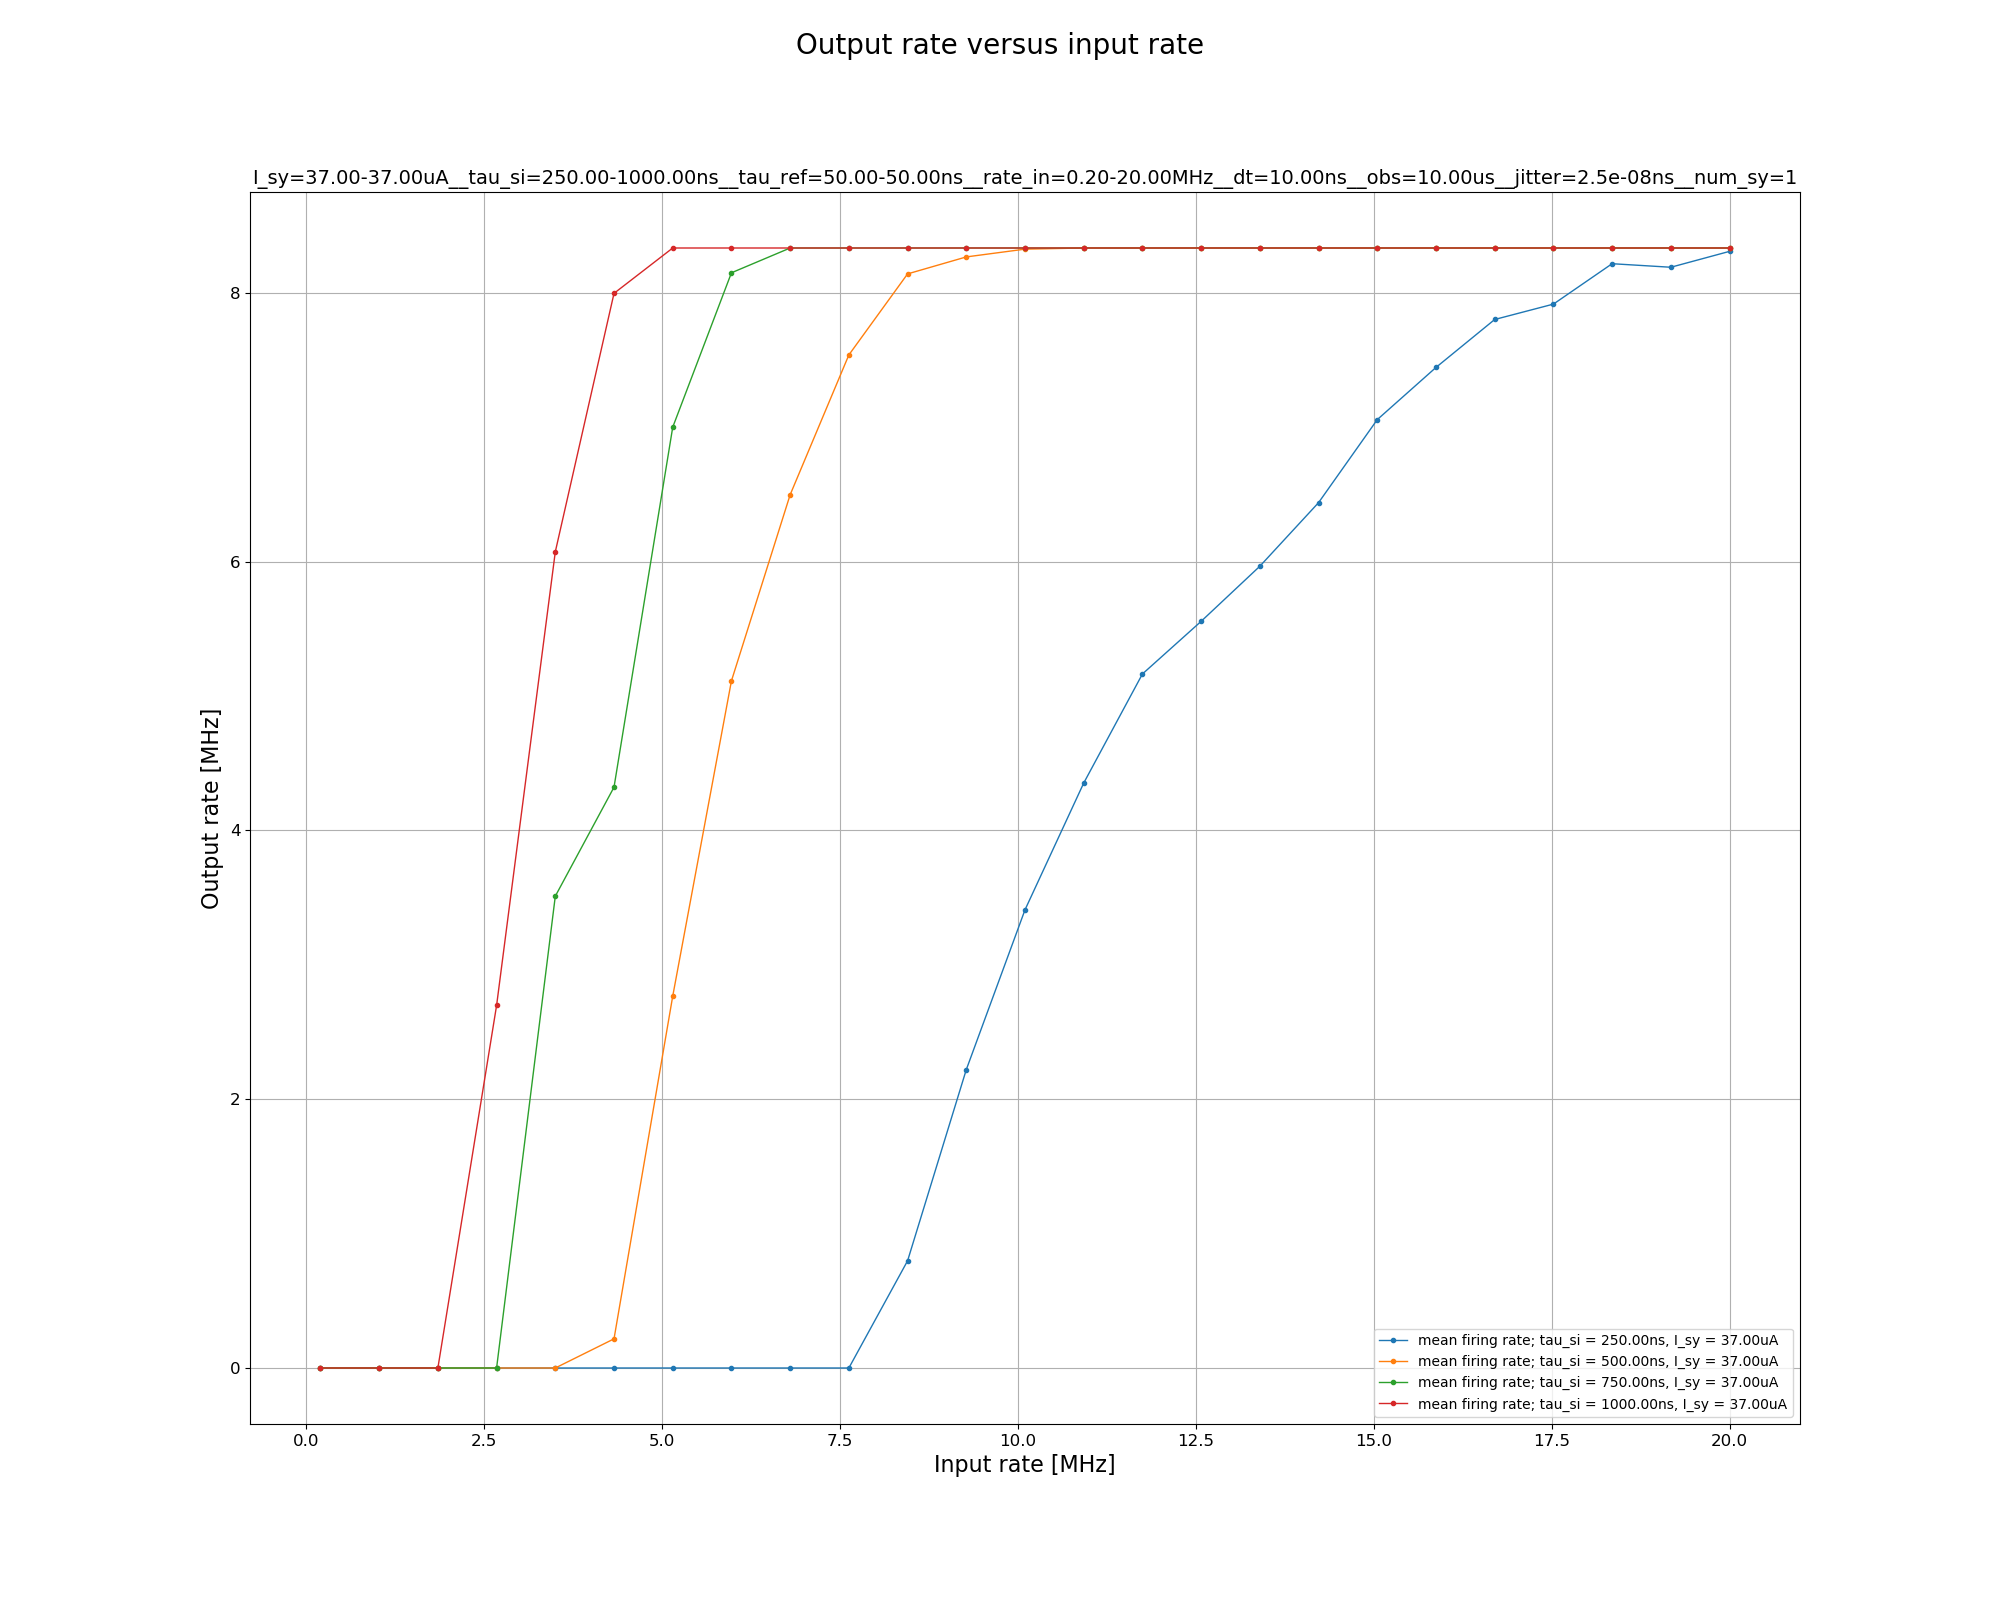 Output rate versus input rate
I_sy=37.00-37.00uA__tau_si=250.00-1000.00ns__tau_ref=50.00-50.00ns__rate_in=0.20-20.00MHz__dt=10.00ns__obs=10.00us__jitter=2.5e-08ns__num_sy=1
Output rate [MHz]
8
6
4
2
0
mean firing rate; tau_si = 250.00ns, I_sy = 37.00uA
mean firing rate; tau_si = 500.00ns, I_sy = 37.00uA
mean firing rate; tau_si = 750.00ns, I_sy = 37.00uA
mean firing rate; tau_si = 1000.00ns, I_sy = 37.00uA
0.0 2.5 5.0 7.5 10.0 12.5 15.0 17.5 20.0
Input rate [MHz]